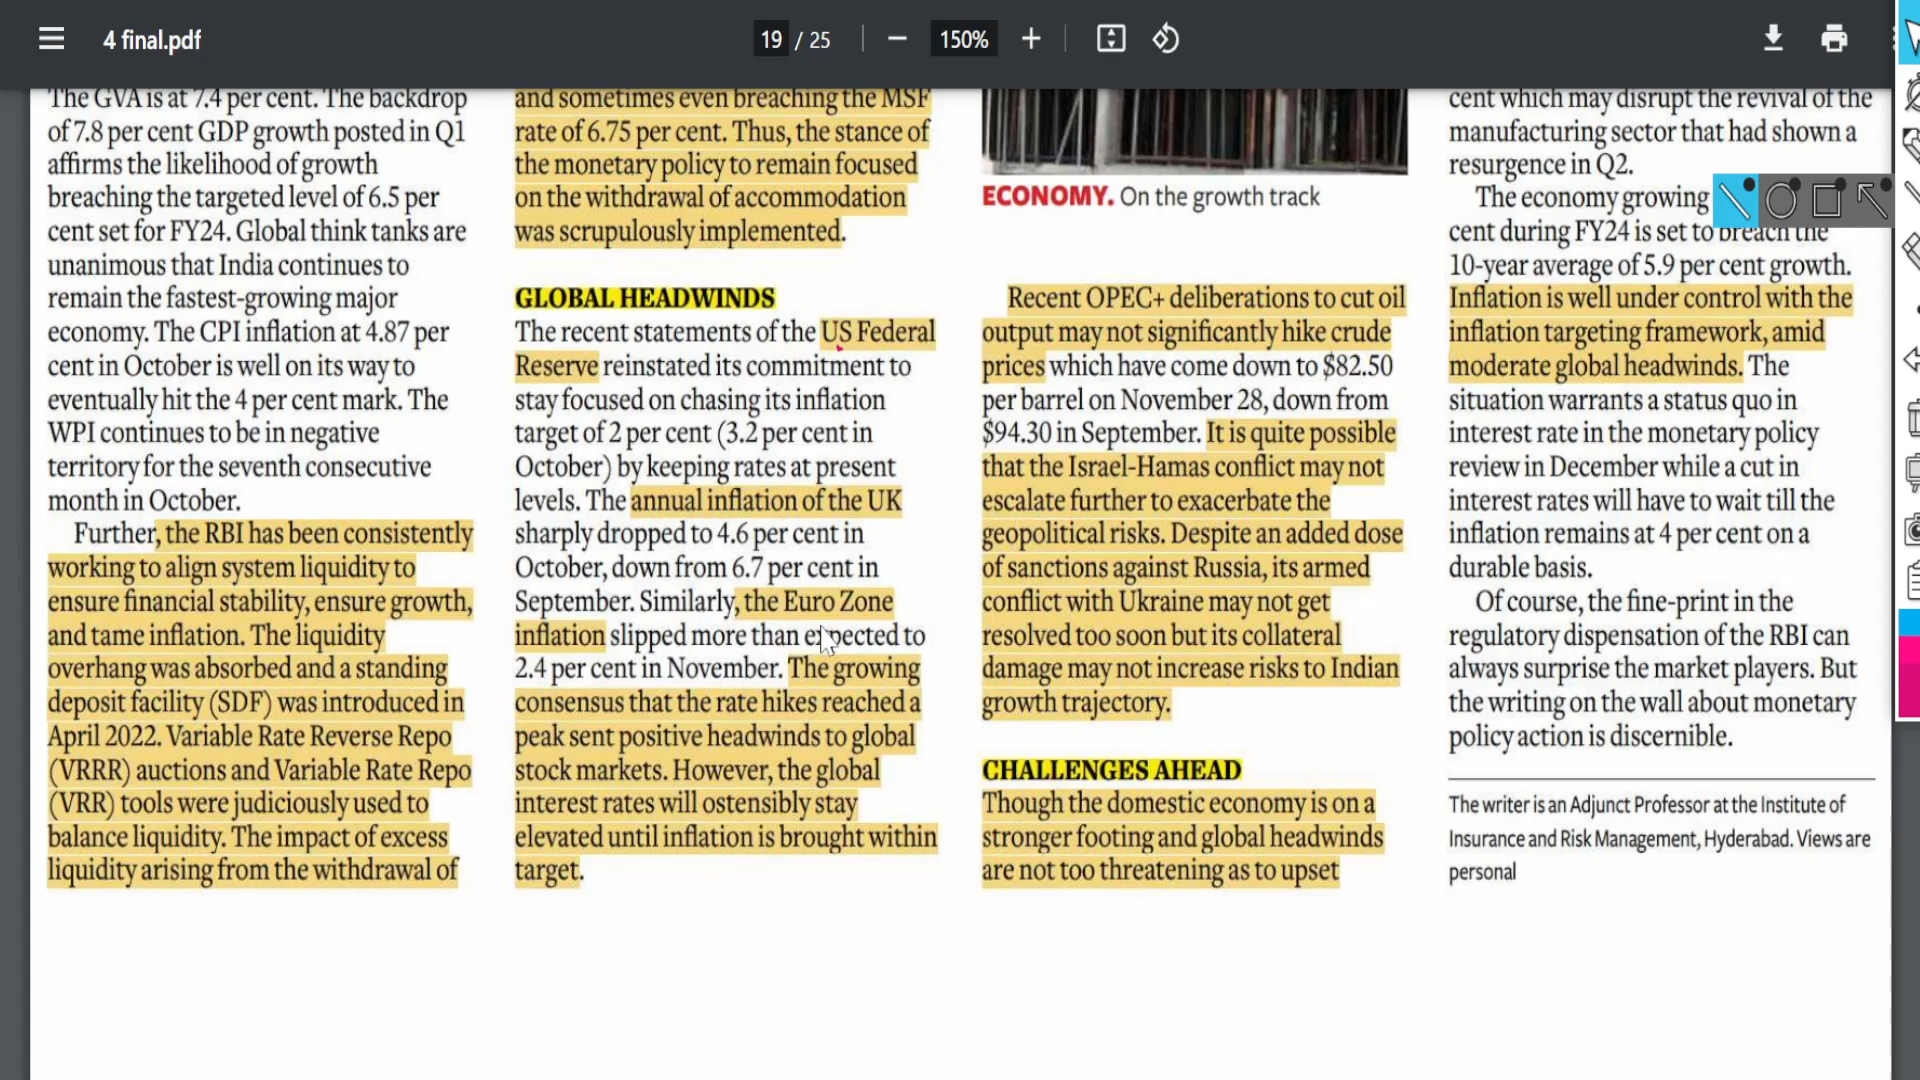 4 final.pdf
19 / 25
150%
The GVA is at 7.4 per cent. The backdrop
of 7.8 per cent GDP growth posted in Q1
affirms the likelihood of growth
breaching the targeted level of 6.5 per
cent set for FY24. Global think tanks are
unanimous that India continues to
remain the fastest-growing major
economy. The CPI inflation at 4.87 per
cent in October is well on its way to
eventually hit the 4 per cent mark. The
WPI continues to be in negative
territory for the seventh consecutive
month in October.
Further, the RBI has been consistently
working to align system liquidity to
ensure financial stability, ensure growth,
and tame inflation. The liquidity
overhang was absorbed and a standing
deposit facility (SDF) was introduced in
April 2022. Variable Rate Reverse Repo
(VRRR) auctions and Variable Rate Repo
(VRR) tools were judiciously used to
balance liquidity. The impact of excess
liquidity arising from the withdrawal of
and sometimes even breaching the MSF
rate of 6.75 per cent. Thus, the stance of
the monetary policy to remain focused
on the withdrawal of accommodation
was scrupulously implemented.
GLOBAL HEADWINDS
The recent statements of the US Federal
Reserve reinstated its commitment to
stay focused on chasing its inflation
target of 2 per cent (3.2 per cent in
October) by keeping rates at present
levels. The annual inflation of the UK
sharply dropped to 4.6 per cent in
October, down from 6.7 per cent in
September. Similarly, the Euro Zone
inflation slipped more than expected to
2.4 per cent in November. The growing
consensus that the rate hikes reached a
peak sent positive headwinds to global
stock markets. However, the global
interest rates will ostensibly stay
elevated until inflation is brought within
target.
ECONOMY. On the growth track
Recent OPEC+ deliberations to cut oil
output may not significantly hike crude
prices which have come down to $82.50
per barrel on November 28, down from
$94.30 in September. It is quite possible
that the Israel-Hamas conflict may not
escalate further to exacerbate the
geopolitical risks. Despite an added dose
of sanctions against Russia, its armed
conflict with Ukraine may not get
resolved too soon but its collateral
damage may not increase risks to Indian
growth trajectory.
CHALLENGES AHEAD
Though the domestic economy is on a
stronger footing and global headwinds
are not too threatening as to upset
cent which may disrupt the revival of the
manufacturing sector that had shown a
resurgence in Q2.
The economy growing
cent during FY24 is set to breach the
10-year average of 5.9 per cent growth.
Inflation is well under control with the
inflation targeting framework, amid
moderate global headwinds. The
situation warrants a status quo in
interest rate in the monetary policy
review in December while a cut in
interest rates will have to wait till the
inflation remains at 4 per cent on a
durable basis.
Of course, the fine-print in the
regulatory dispensation of the RBI can
always surprise the market players. But
the writing on the wall about monetary
policy action is discernible.
The writer is an Adjunct Professor at the Institute of
Insurance and Risk Management, Hyderabad. Views are
personal